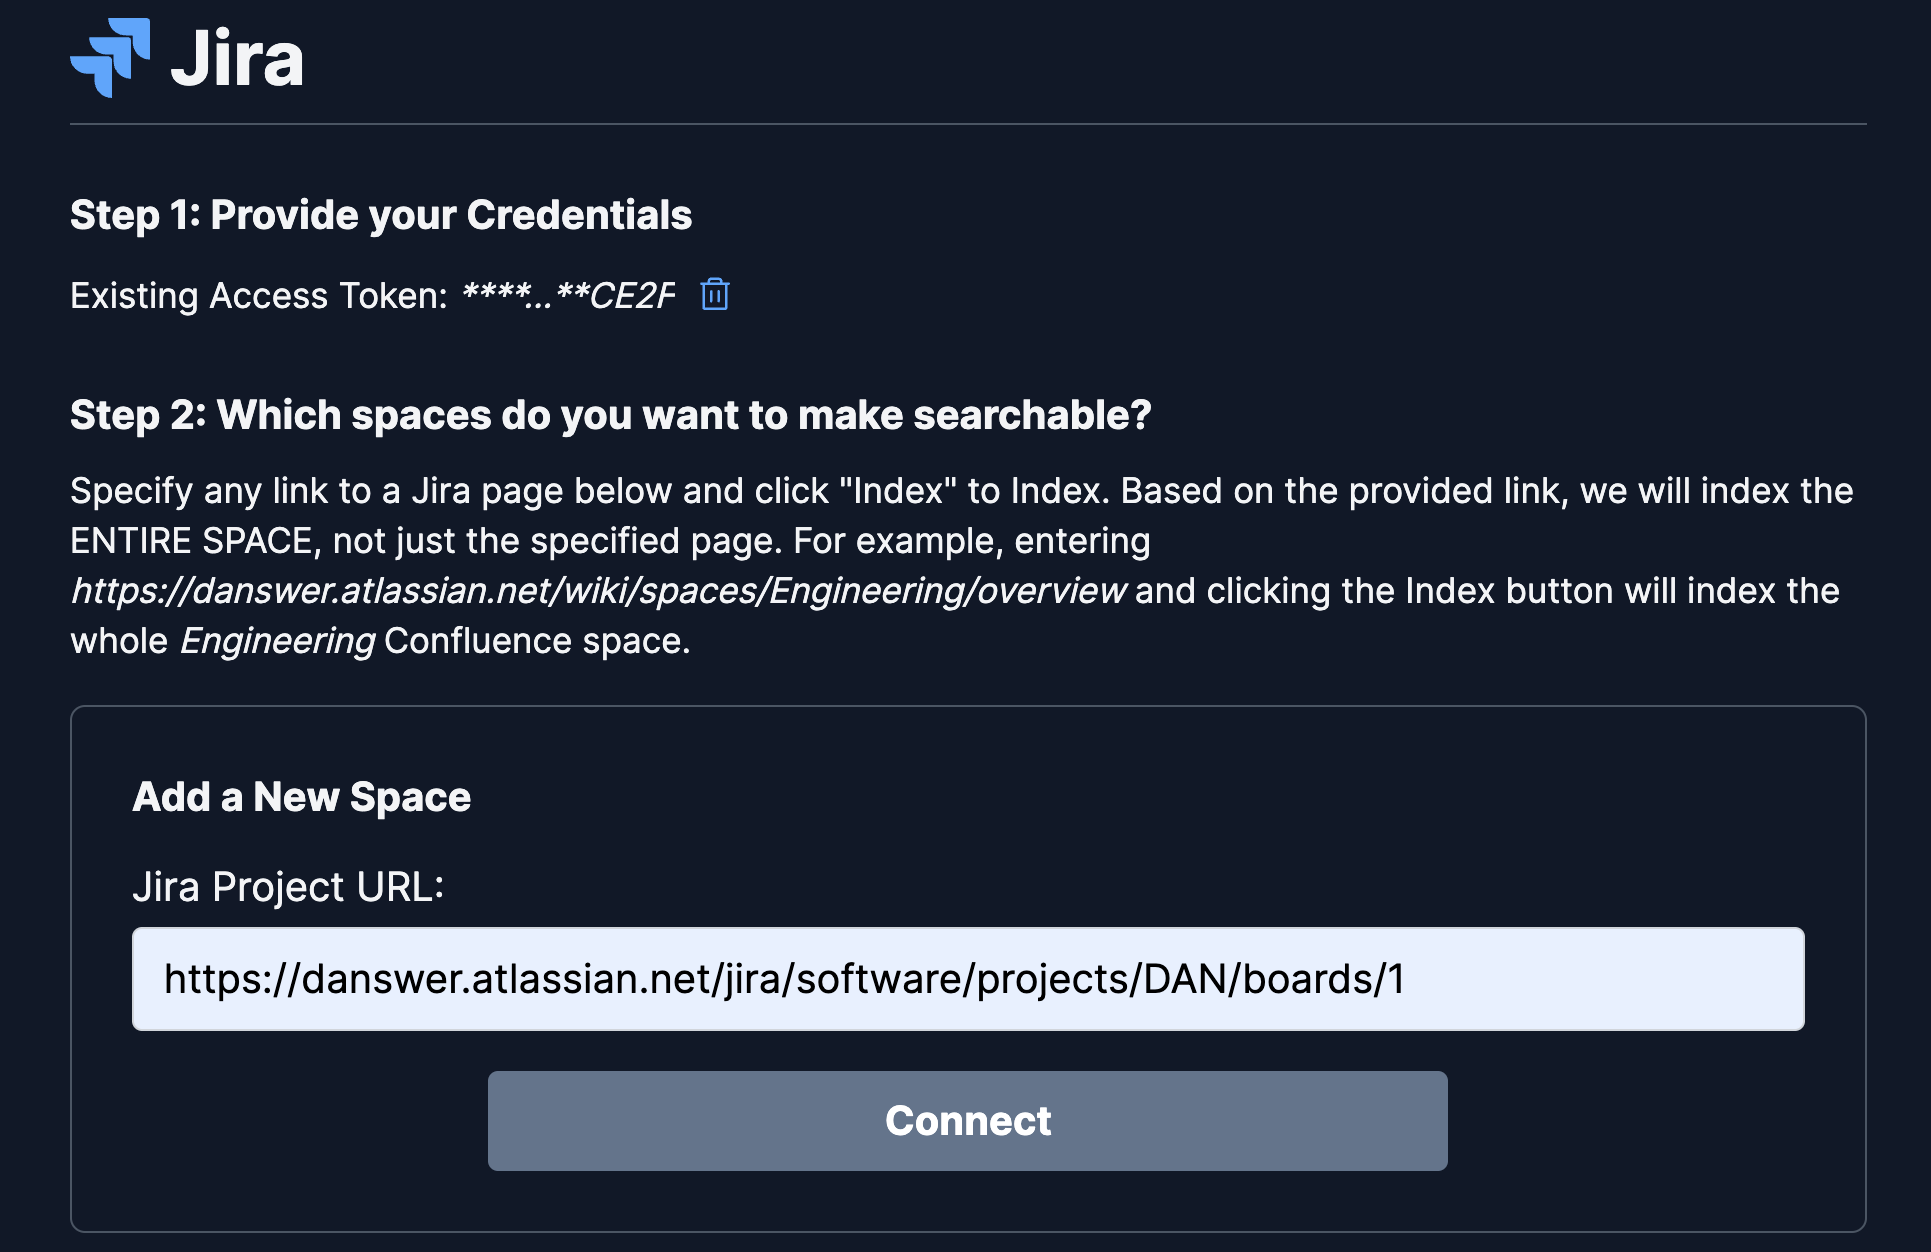 Jira
Step 1: Provide your Credentials
Existing Access Token: ****...**CE2F
Step 2: Which spaces do you want to make searchable?
Specify any link to a Jira page below and click "Index" to Index. Based on the provided link, we will index the
ENTIRE SPACE, not just the specified page. For example, entering
https://danswer.atlassian.net/wiki/spaces/Engineering/overview and clicking the Index button will index the
whole Engineering Confluence space.
Add a New Space
Jira Project URL:
https://danswer.atlassian.net/jira/software/projects/DAN/boards/1
Connect